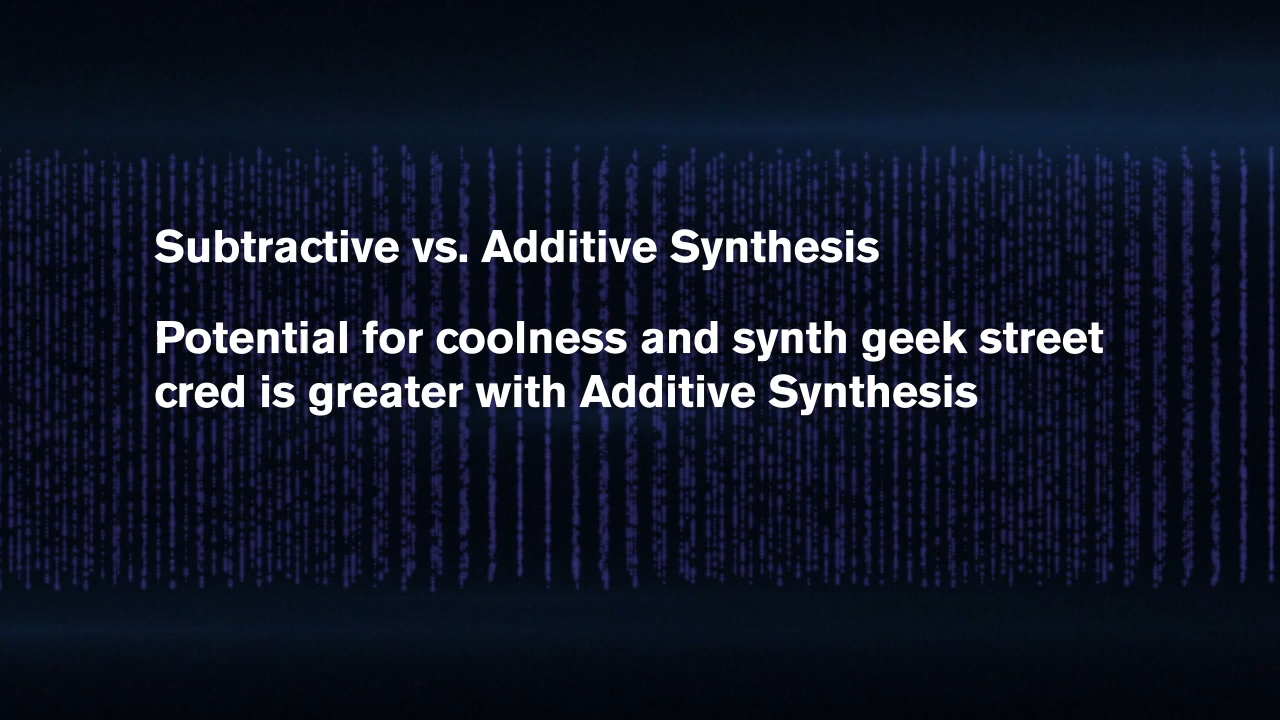 Subtractive vs. Additive Synthesis
Potential for coolness and synth geek street
cred is greater with Additive Synthesis